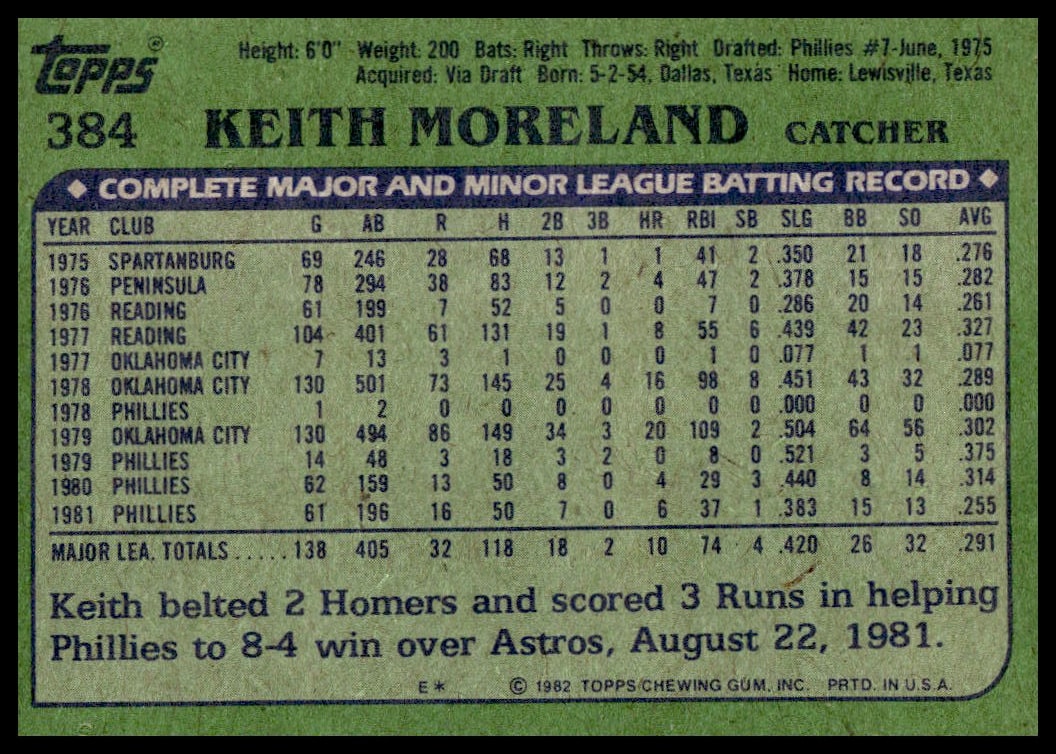 Topps® Height: 6'0" Weight: 200 Bats: Right Throws: Right Drafted: Phillies #7-June, 1975
Acquired: Via Draft Born: 5-2-54, Dallas, Texas Home: Lewisville, Texas
384 KEITH MORELAND CATCHER
◆ COMPLETE MAJOR AND MINOR LEAGUE BATTING RECORD ◆
YEAR CLUB G AB R H 2B 3B HR RBI SB SLG BB SO AVG
1975 SPARTANBURG 69 246 28 68 13 1 1 41 2 .350 21 18 .276
1976 PENINSULA 78 294 38 83 12 2 4 47 2 .378 15 15 .282
1976 READING 61 199 7 52 5 0 0 7 0 .286 20 14 .261
1977 READING 104 401 61 131 19 1 8 55 6 .439 42 23 .327
1977 OKLAHOMA CITY 7 13 3 1 0 0 0 1 0 .077 1 1 .077
1978 OKLAHOMA CITY 130 501 73 145 25 4 16 98 8 .451 43 32 .289
1978 PHILLIES 1 2 0 0 0 0 0 0 0 .000 0 0 .000
1979 OKLAHOMA CITY 130 494 86 149 34 3 20 109 2 .504 64 56 .302
1979 PHILLIES 14 48 3 18 3 2 0 8 0 .521 3 5 .375
1980 PHILLIES 62 159 13 50 8 0 4 29 3 .440 8 14 .314
1981 PHILLIES 61 196 16 50 7 0 6 37 1 .383 15 13 .255
MAJOR LEA. TOTALS.....138 405 32 118 18 2 10 74 4 .420 26 32 .291
Keith belted 2 Homers and scored 3 Runs in helping
Phillies to 8-4 win over Astros, August 22, 1981.
E* © 1982 TOPPS CHEWING GUM, INC. PRTD. IN U.S.A.